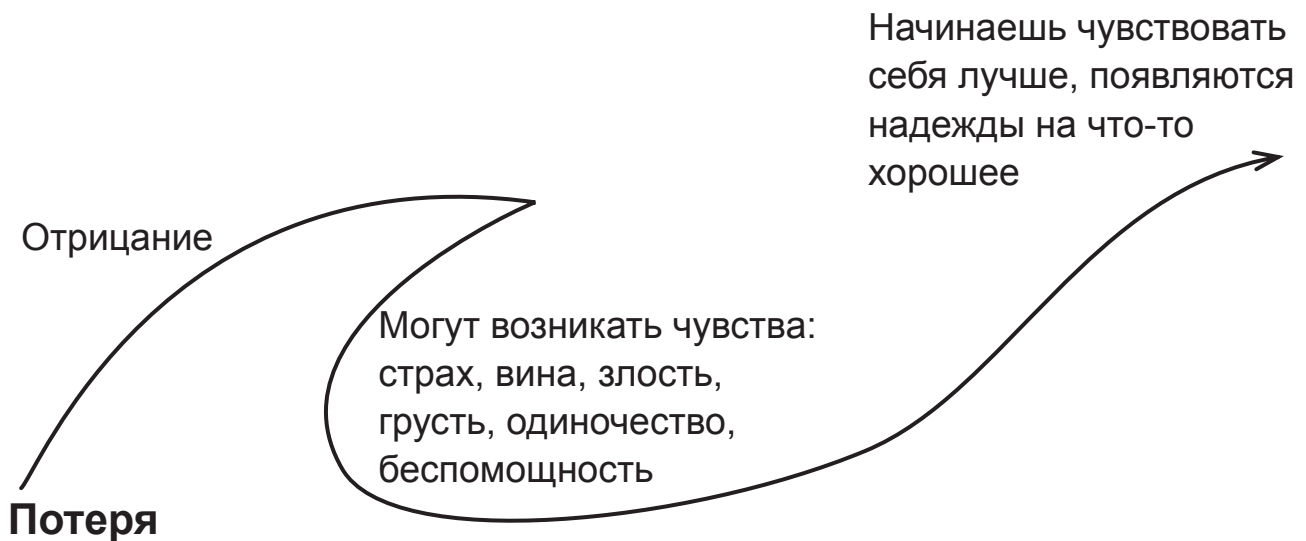 Начинаешь чувствовать
себя лучше, появляются
надежды на что-то
хорошее
Отрицание
Могут возникать чувства:
страх, вина, злость,
грусть, одиночество,
беспомощность
Потеря